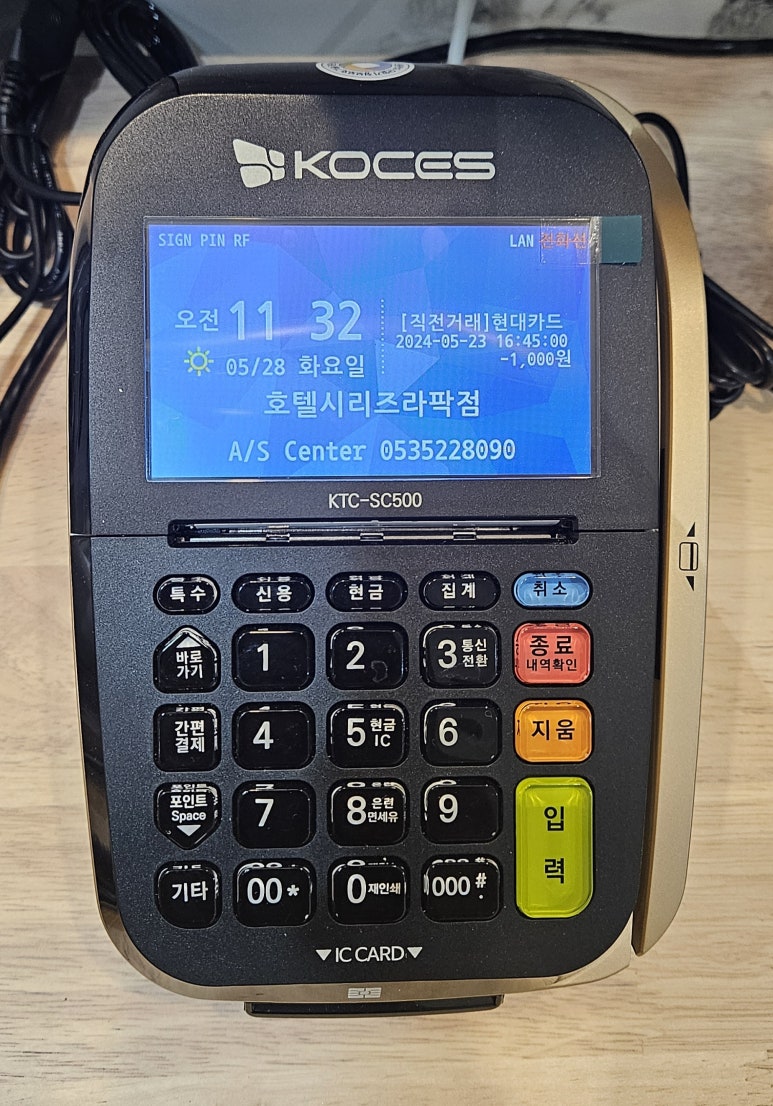 KOCES
SIGN PIN RF
LAN 전화선
오전 11 32
05/28 화요일
[직전거래]현대카드
2024-05-23 16:45:00
-1,000원
호텔시리즈라팍점
A/S Center 0535228090
KTC-SC500
특수 신용 현금 집계 취소
바로가기 1 2 3 통신전환 종료 내역확인
간편결제 4 5 현금IC 6 지움
포인트 Space 7 8 은련 면세유 9 입력
기타 00* 0 재인쇄 000 #.
▼IC CARD▼